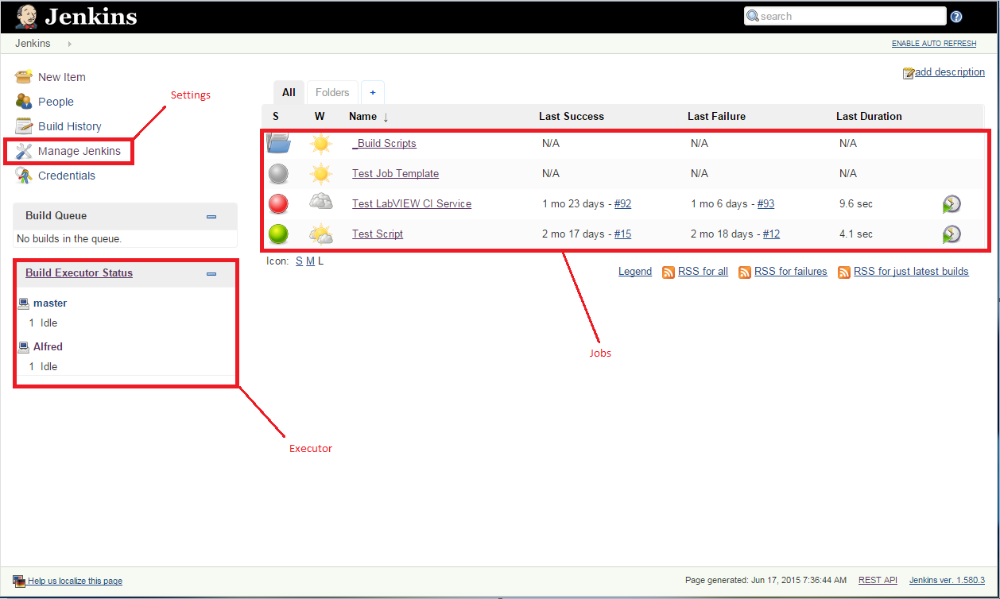 Jenkins
search
Jenkins
ENABLE AUTO REFRESH
New Item
People
Build History
Manage Jenkins
Credentials
Settings
add description
All Folders +
S W Name ↓ Last Success Last Failure Last Duration
_Build Scripts N/A N/A N/A
Test Job Template N/A N/A N/A
Test LabVIEW CI Service 1 mo 23 days - #92 1 mo 6 days - #93 9.6 sec
Test Script 2 mo 17 days - #15 2 mo 18 days - #12 4.1 sec
Icon: S M L
Legend RSS for all RSS for failures RSS for just latest builds
Jobs
Build Queue
No builds in the queue.
Build Executor Status
master
1 Idle
Alfred
1 Idle
Executor
Help us localize this page
Page generated: Jun 17, 2015 7:36:44 AM REST API Jenkins ver. 1.580.3